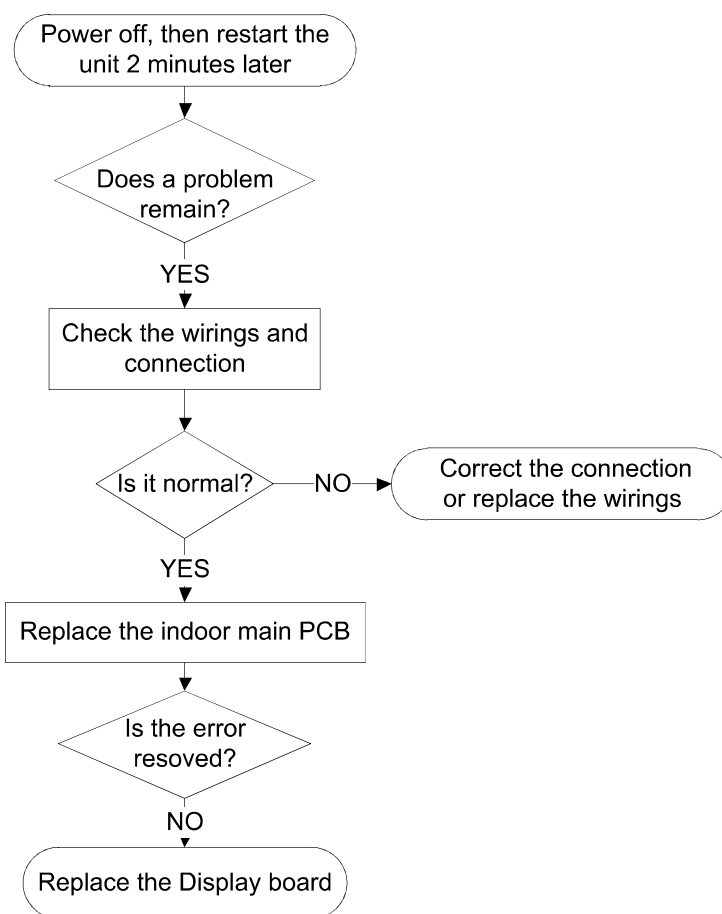 Power off, then restart the
unit 2 minutes later
Does a problem
remain?
YES
Check the wirings and
connection
Is it normal?
NO
Correct the connection
or replace the wirings
YES
Replace the indoor main PCB
Is the error
resoved?
NO
Replace the Display board